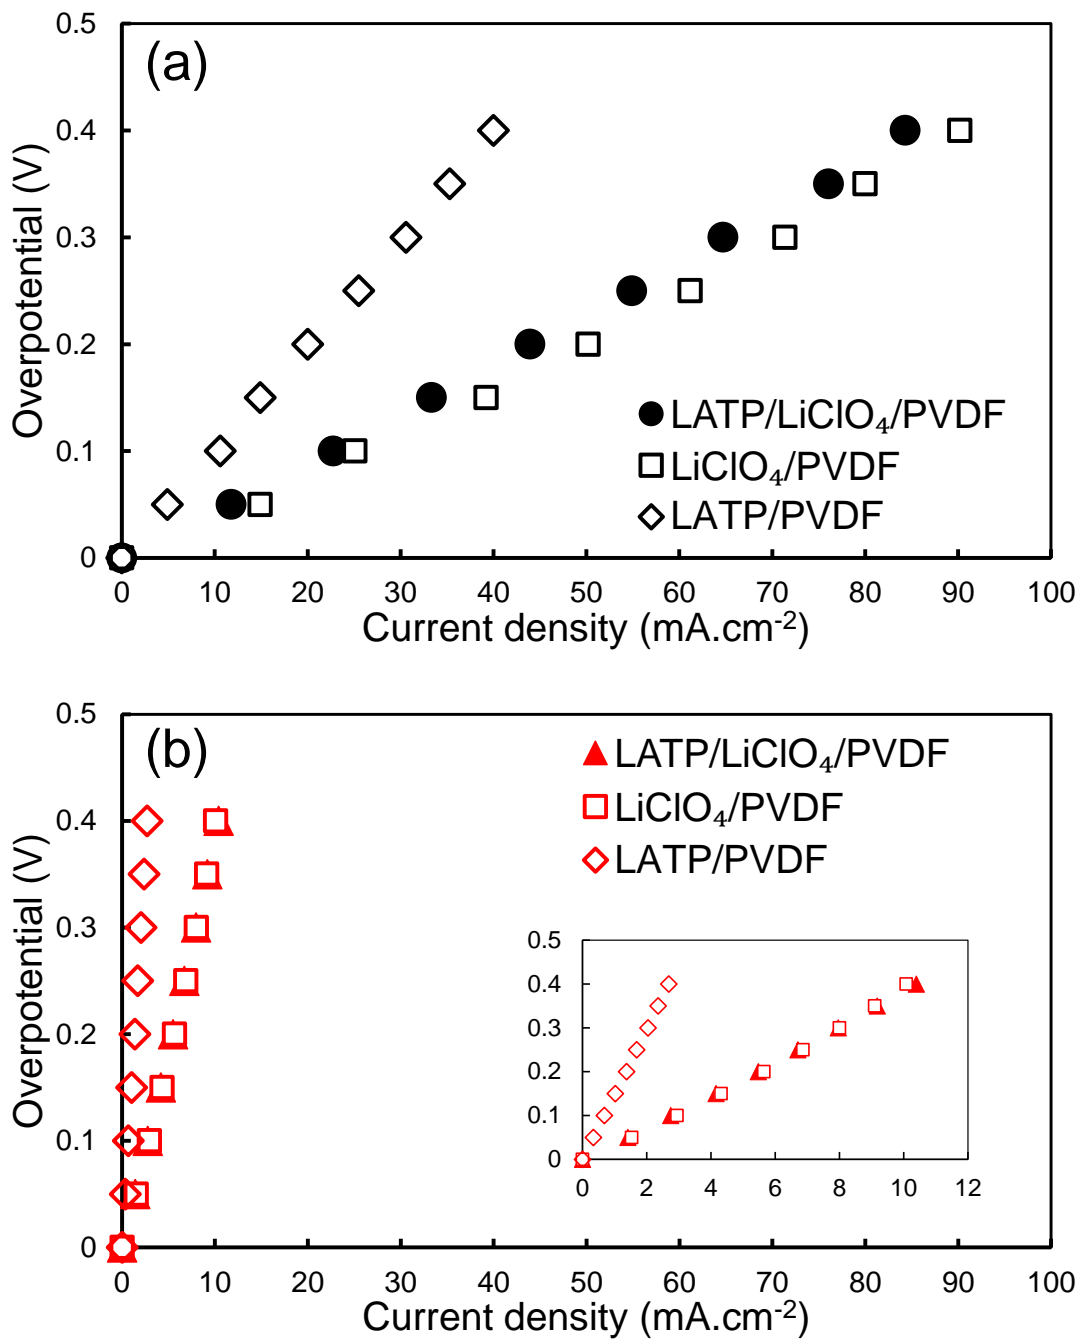 (a)
Overpotential (V)
0.5
0.4
0.3
0.2
0.1
0
LATP/LiClO₄/PVDF
LiClO₄/PVDF
LATP/PVDF
0 10 20 30 40 50 60 70 80 90 100
Current density (mA.cm⁻²)
(b)
Overpotential (V)
0.5
0.4
0.3
0.2
0.1
0
LATP/LiClO₄/PVDF
LiClO₄/PVDF
LATP/PVDF
0.5
0.4
0.3
0.2
0.1
0
0 2 4 6 8 10 12
0 10 20 30 40 50 60 70 80 90 100
Current density (mA.cm⁻²)